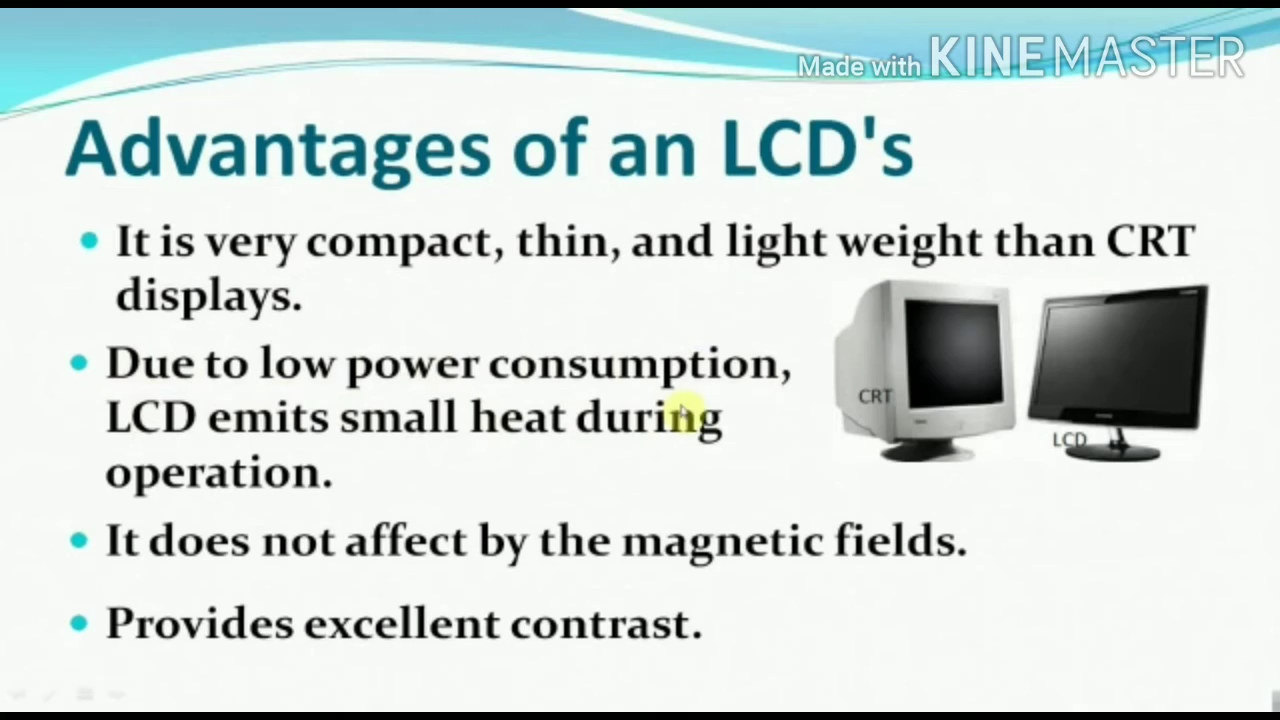 Made with KINEMASTER
Advantages of an LCD's
It is very compact, thin, and light weight than CRT
displays.
Due to low power consumption,
LCD emits small heat during
operation.
CRT
LCD
It does not affect by the magnetic fields.
Provides excellent contrast.